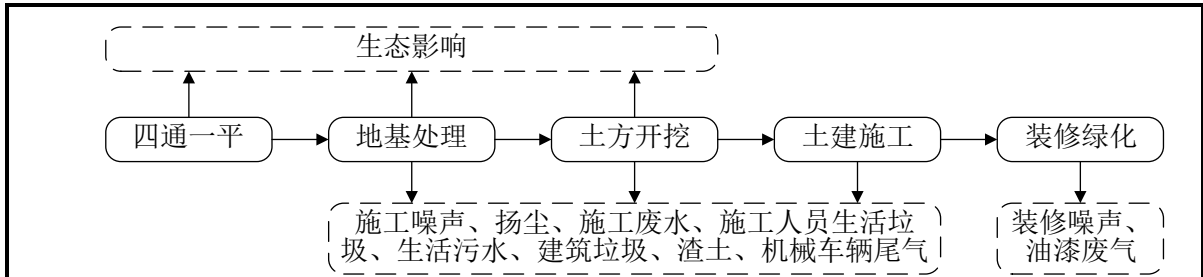 生态影响
四通一平
地基处理
土方开挖
土建施工
装修绿化
施工噪声、扬尘、施工废水、施工人员生活垃
圾、生活污水、建筑垃圾、渣土、机械车辆尾气
装修噪声、
油漆废气